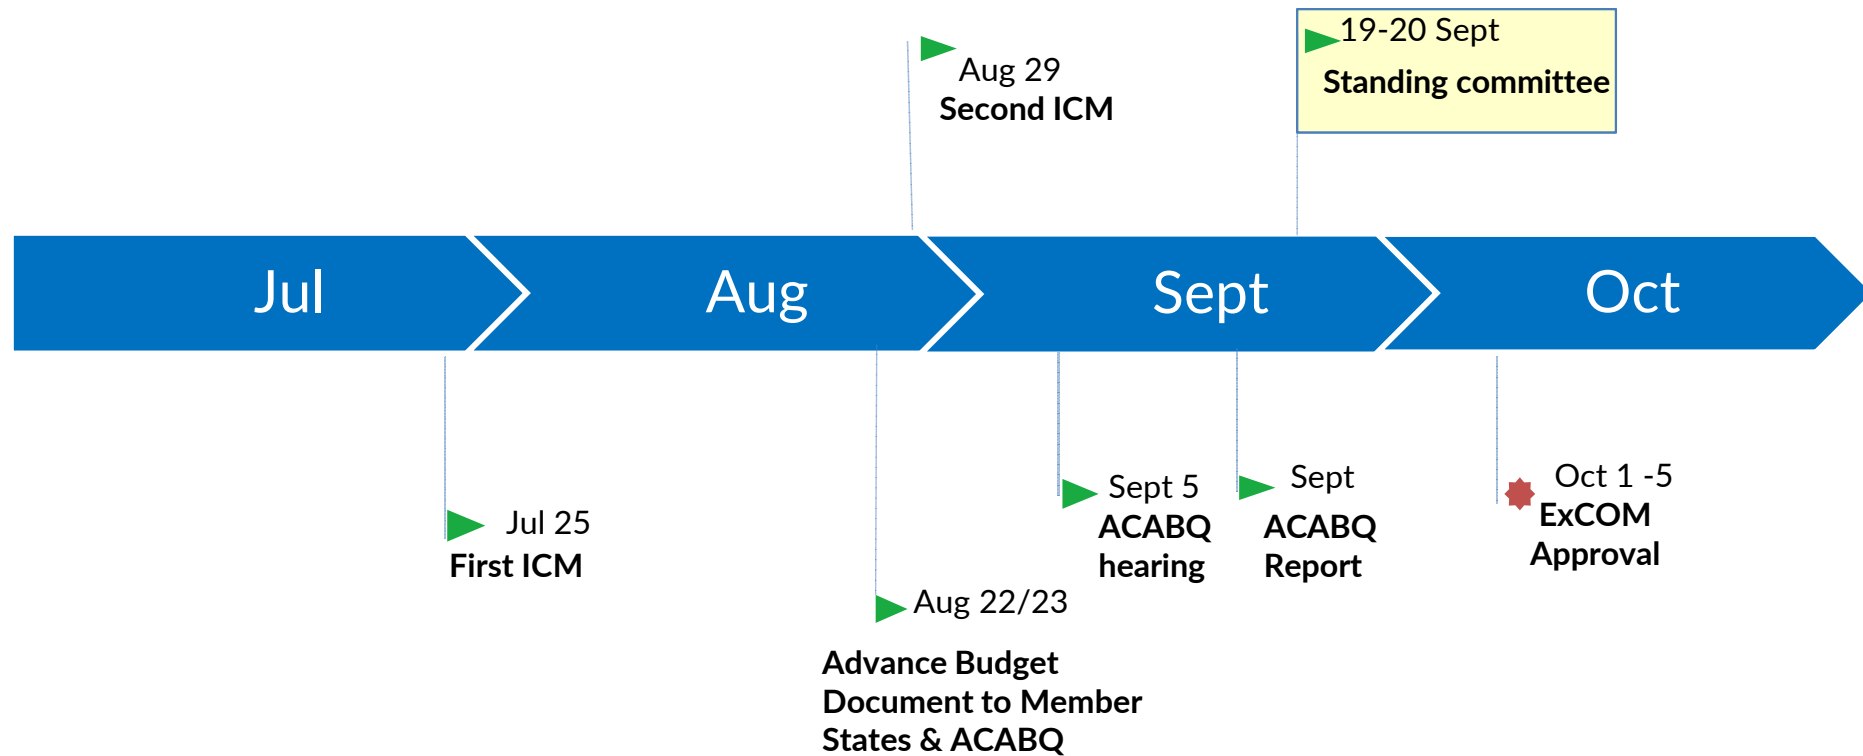 19-20 Sept
Standing committee
Aug 29
Second ICM
Jul
Aug
Sept
Oct
Jul 25
First ICM
Aug 22/23
Advance Budget
Document to Member
States & ACABQ
Sept 5
ACABQ
hearing
Sept
ACABQ
Report
Oct 1 -5
ExCOM
Approval